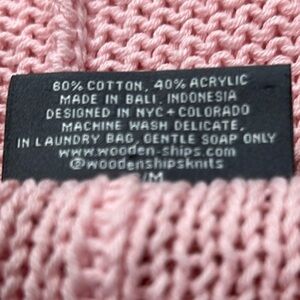 60% COTTON, 40% ACRYLIC
MADE IN BALI, INDONESIA
DESIGNED IN NYC + COLORADO
MACHINE WASH DELICATE,
IN LAUNDRY BAG, GENTLE SOAP ONLY
www.wooden-ships.com
@woodenshipsknits
/M